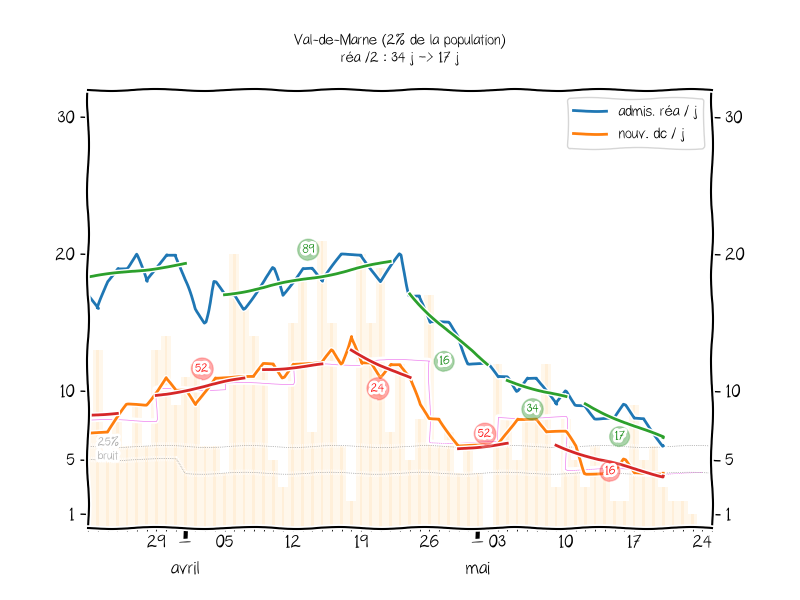 Val-de-Marne (2% de la population)
réa /2 : 34 j -> 17 j
admis. réa / j
nouv. dc / j
30 30
20 20
10 10
5 5
1 1
89
52
24
16
52
34
17
16
25%
bruit
29 05 12 19 26 03 10 17 24
avril mai